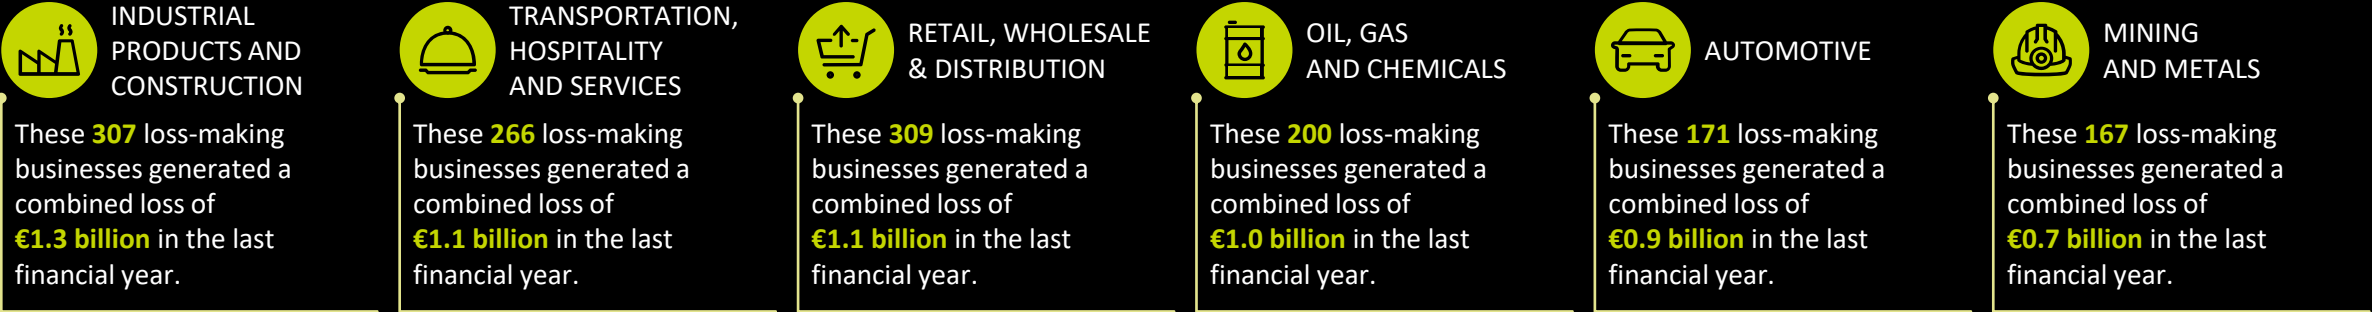 INDUSTRIAL
PRODUCTS AND
CONSTRUCTION
These 307 loss-making
businesses generated a
combined loss of
€1.3 billion in the last
financial year.
TRANSPORTATION,
HOSPITALITY
AND SERVICES
These 266 loss-making
businesses generated a
combined loss of
€1.1 billion in the last
financial year.
RETAIL, WHOLESALE
& DISTRIBUTION
These 309 loss-making
businesses generated a
combined loss of
€1.1 billion in the last
financial year.
OIL, GAS
AND CHEMICALS
These 200 loss-making
businesses generated a
combined loss of
€1.0 billion in the last
financial year.
AUTOMOTIVE
These 171 loss-making
businesses generated a
combined loss of
€0.9 billion in the last
financial year.
MINING
AND METALS
These 167 loss-making
businesses generated a
combined loss of
€0.7 billion in the last
financial year.